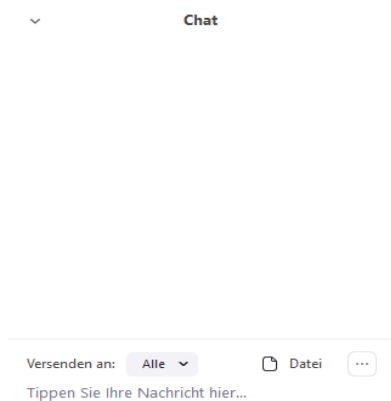 Chat
Versenden an: Alle Datei ...
Tippen Sie Ihre Nachricht hier...